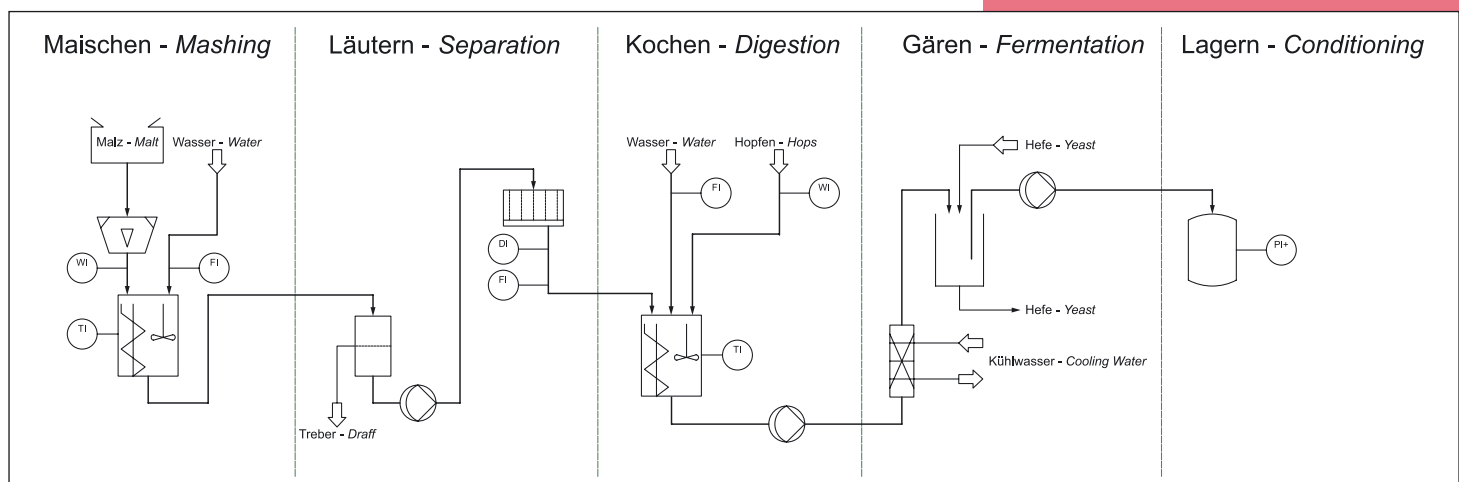 Maischen - Mashing
Läutern - Separation
Kochen - Digestion
Gären - Fermentation
Lagern - Conditioning
Malz - Malt
Wasser - Water
WI
FI
TI
Treber - Draff
DI
FI
Wasser - Water
Hopfen - Hops
FI
WI
TI
Hefe - Yeast
Hefe - Yeast
Kühlwasser - Cooling Water
PI+